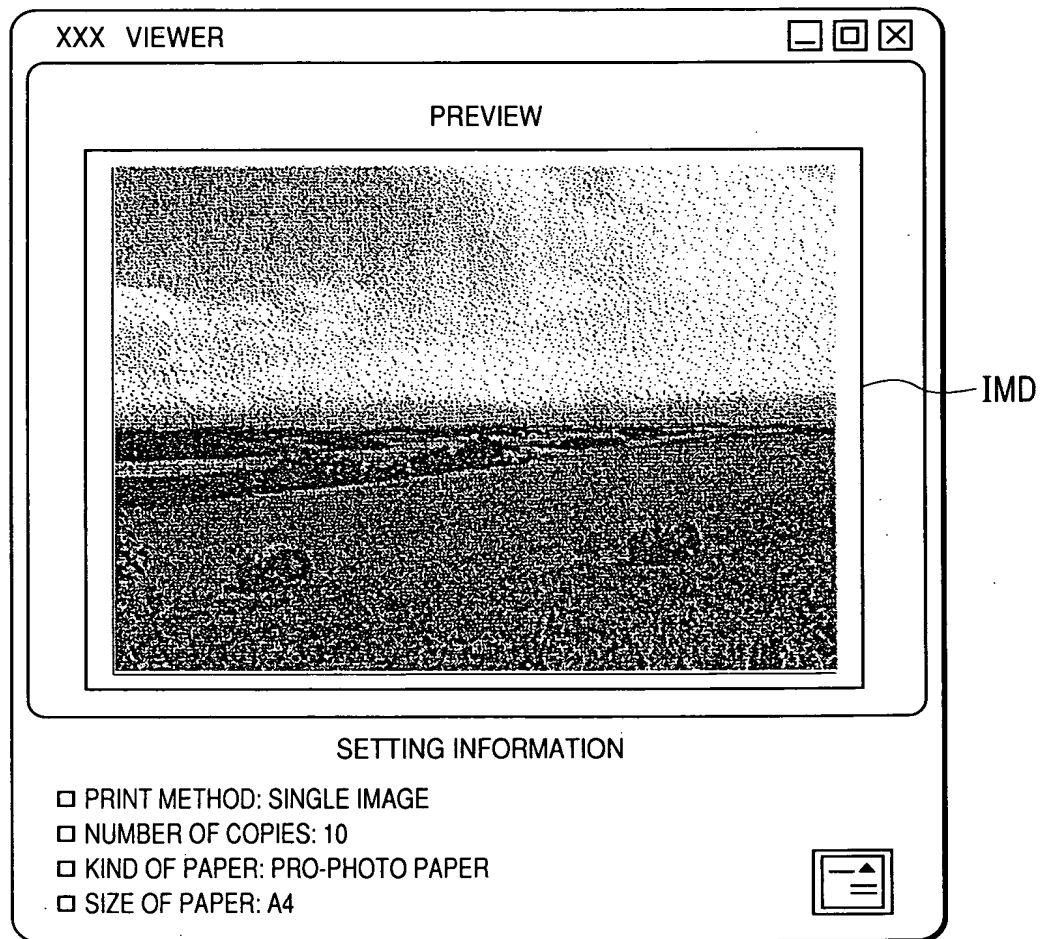 XXX VIEWER
PREVIEW
IMD
SETTING INFORMATION
PRINT METHOD: SINGLE IMAGE
NUMBER OF COPIES: 10
KIND OF PAPER: PRO-PHOTO PAPER
SIZE OF PAPER: A4